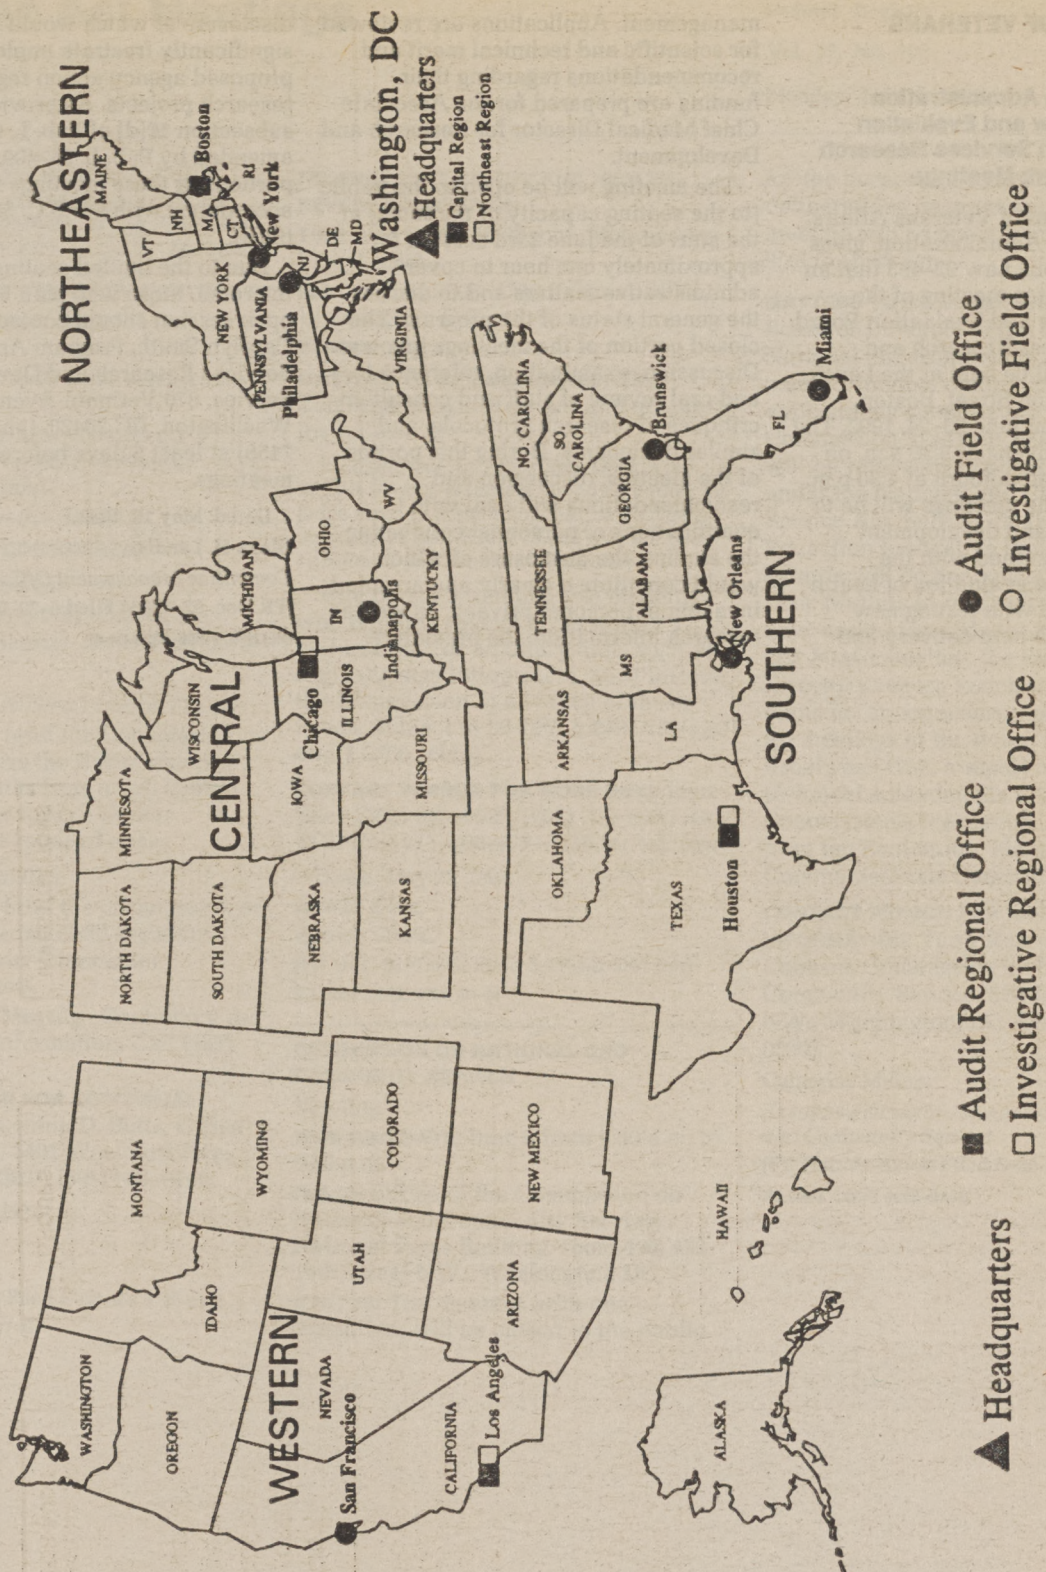 WESTERN
WASHINGTON
OREGON
IDAHO
MONTANA
WYOMING
NEVADA
UTAH
COLORADO
CALIFORNIA
ARIZONA
NEW MEXICO
San Francisco
Los Angeles
ALASKA
HAWAII
CENTRAL
NORTH DAKOTA
SOUTH DAKOTA
NEBRASKA
KANSAS
MINNESOTA
WISCONSIN
IOWA
MISSOURI
ILLINOIS
Chicago
MICHIGAN
IN
Indianapolis
OHIO
KENTUCKY
WV
NORTHEASTERN
MAINE
VT
NH
MA
CT
RI
Boston
NEW YORK
New York
PENNSYLVANIA
Philadelphia
NJ
DE
MD
VIRGINIA
Washington, DC
Headquarters
Capital Region
Northeast Region
SOUTHERN
OKLAHOMA
TEXAS
Houston
ARKANSAS
LA
MS
New Orleans
TENNESSEE
ALABAMA
GEORGIA
NO. CAROLINA
SO.
CAROLINA
Brunswick
FL
Miami
Headquarters
Audit Regional Office
Investigative Regional Office
Audit Field Office
Investigative Field Office